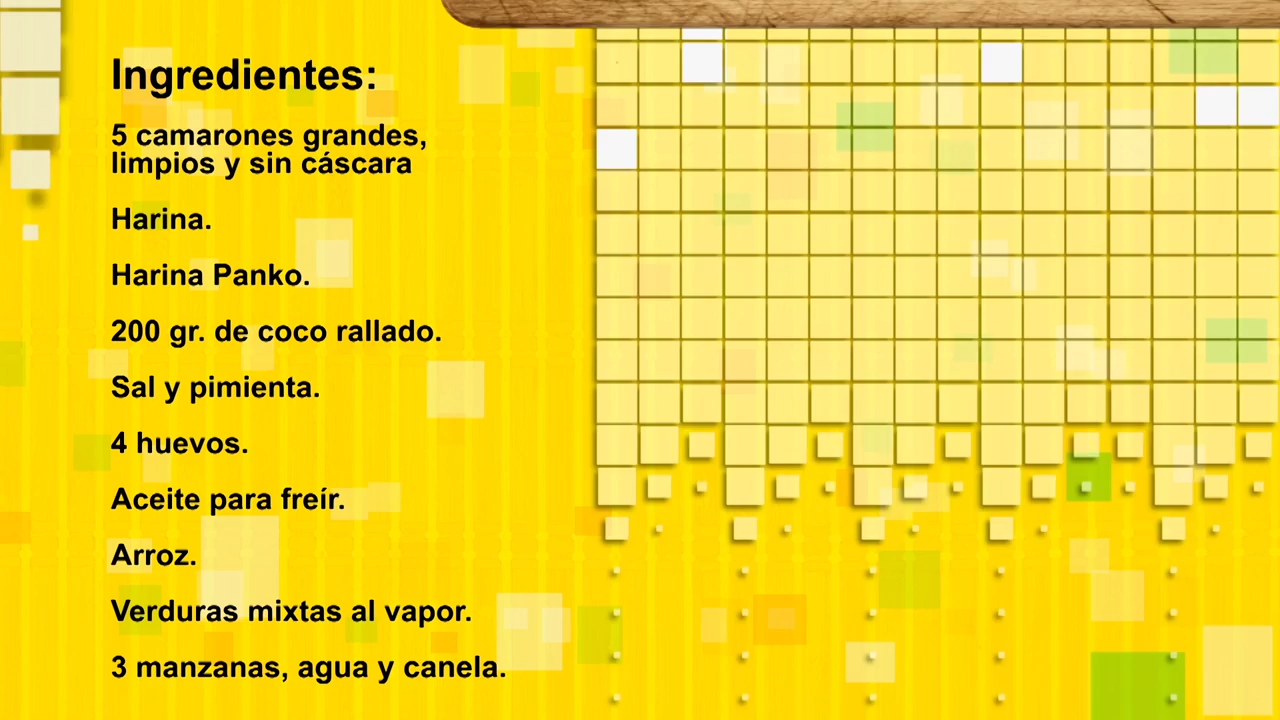 Ingredientes:
5 camarones grandes,
limpios y sin cáscara
Harina.
Harina Panko.
200 gr. de coco rallado.
Sal y pimienta.
4 huevos.
Aceite para freír.
Arroz.
Verduras mixtas al vapor.
3 manzanas, agua y canela.